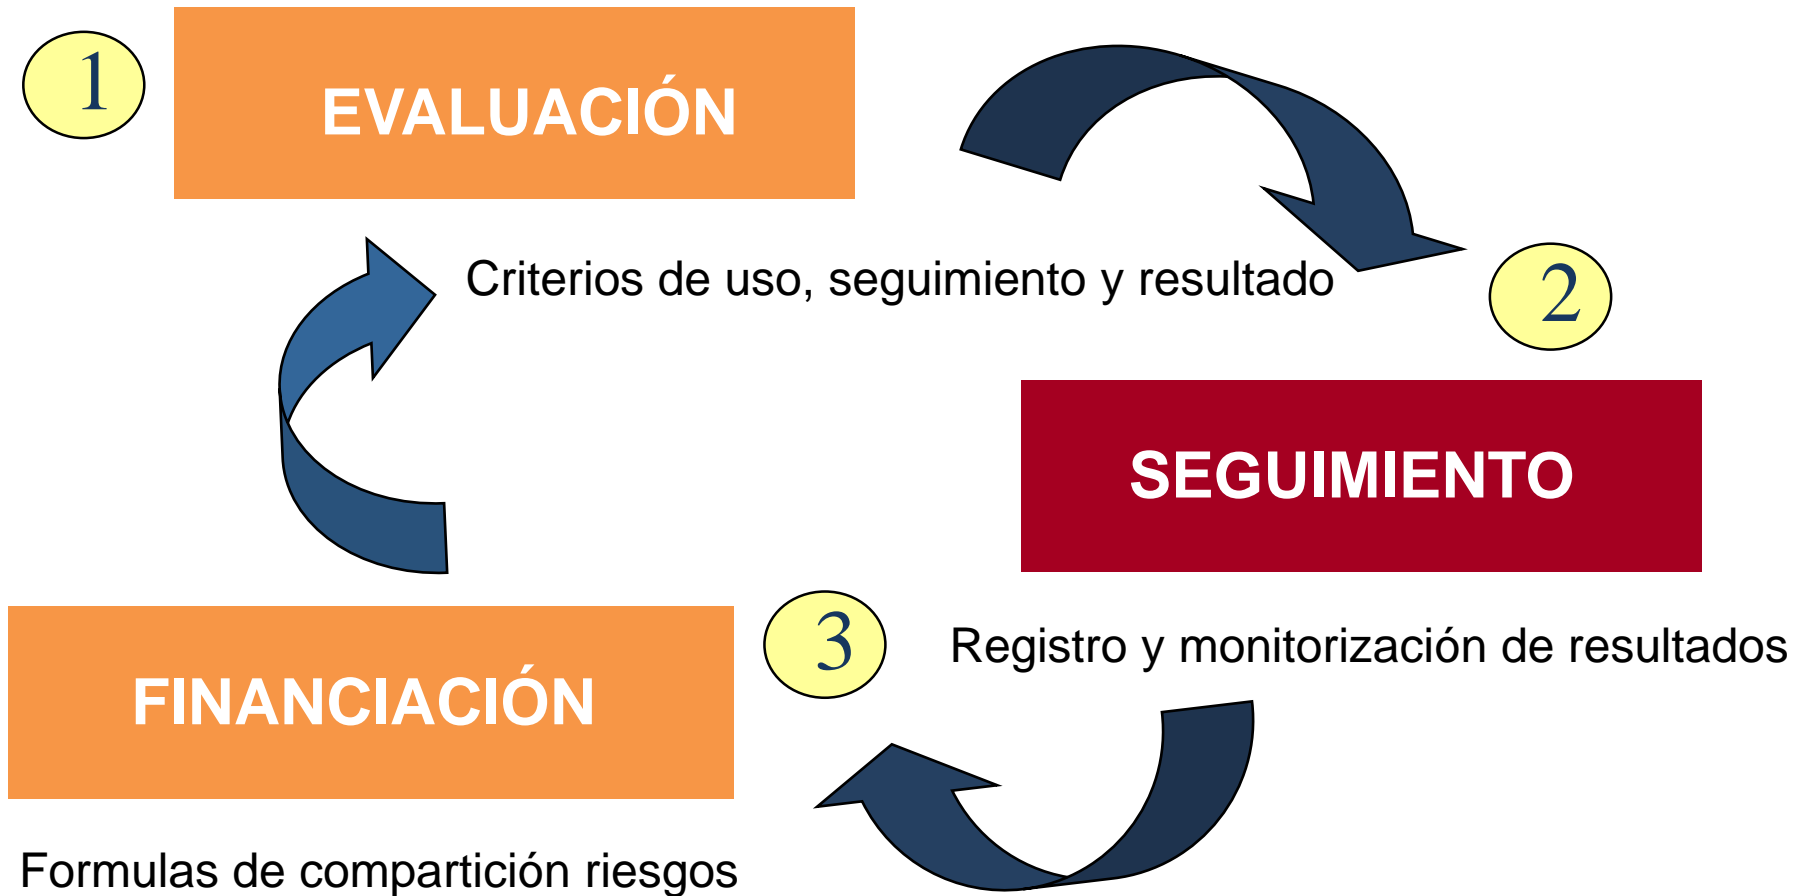 1
EVALUACIÓN
Criterios de uso, seguimiento y resultado
2
SEGUIMIENTO
Registro y monitorización de resultados
3
FINANCIACIÓN
Formulas de compartición riesgos